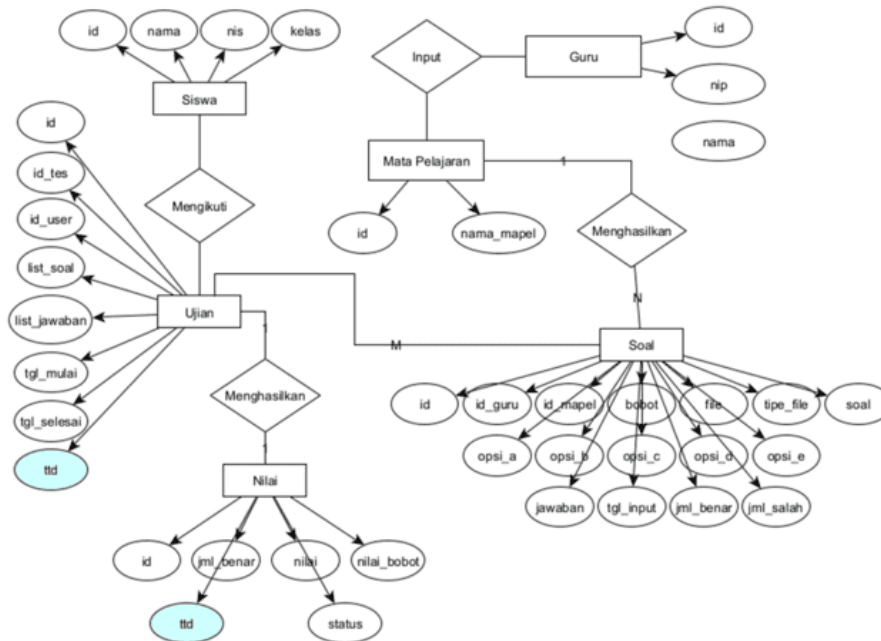 id
nama
nis
kelas
Siswa
Input
Guru
id
nip
nama
id
id_tes
id_user
list_soal
list_jawaban
tgl_mulai
tgl_selesai
ttd
Mengikuti
Mata Pelajaran
1
id
nama_mapel
Menghasilkan
N
Ujian
1
M
Soal
Menghasilkan
1
id
id_guru
id_mapel
bobot
file
tipe_file
soal
opsi_a
opsi_b
opsi_c
opsi_d
opsi_e
jawaban
tgl_input
jml_benar
jml_salah
Nilai
id
jml_benar
nilai
nilai_bobot
ttd
status